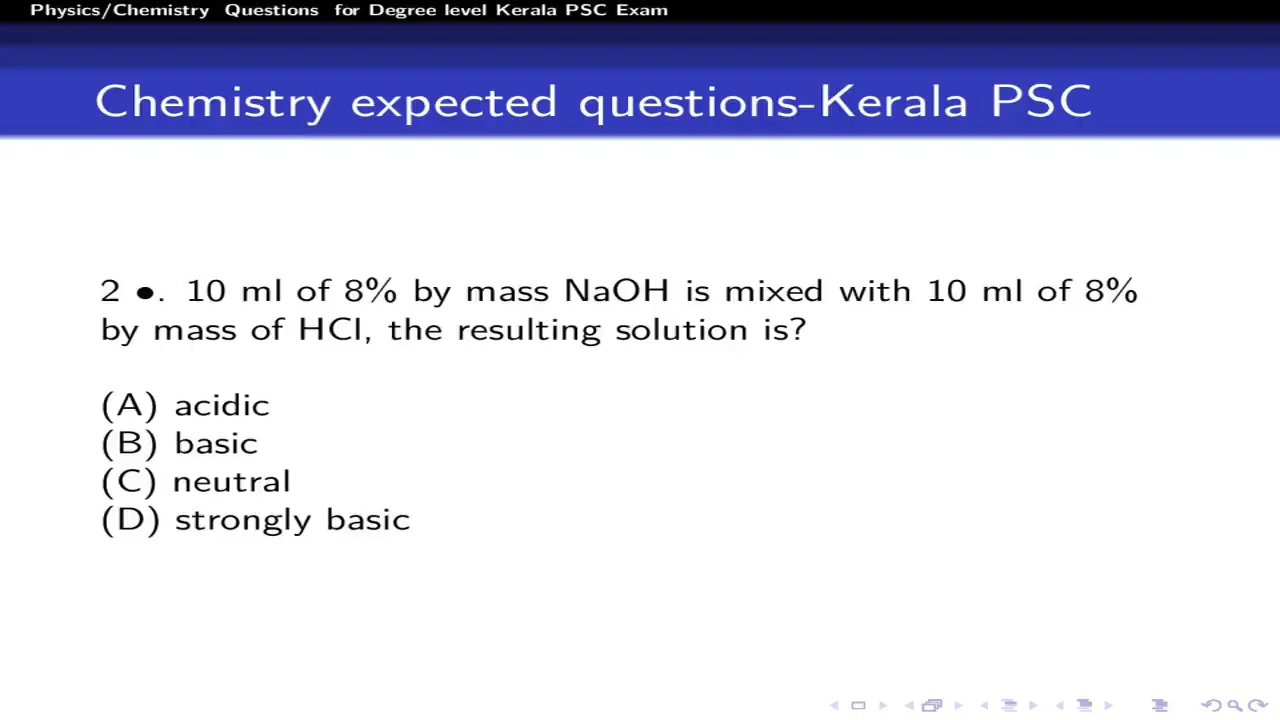 Physics/Chemistry Questions for Degree level Kerala PSC Exam
Chemistry expected questions-Kerala PSC
2 •. 10 ml of 8% by mass NaOH is mixed with 10 ml of 8%
by mass of HCl, the resulting solution is?
(A) acidic
(B) basic
(C) neutral
(D) strongly basic